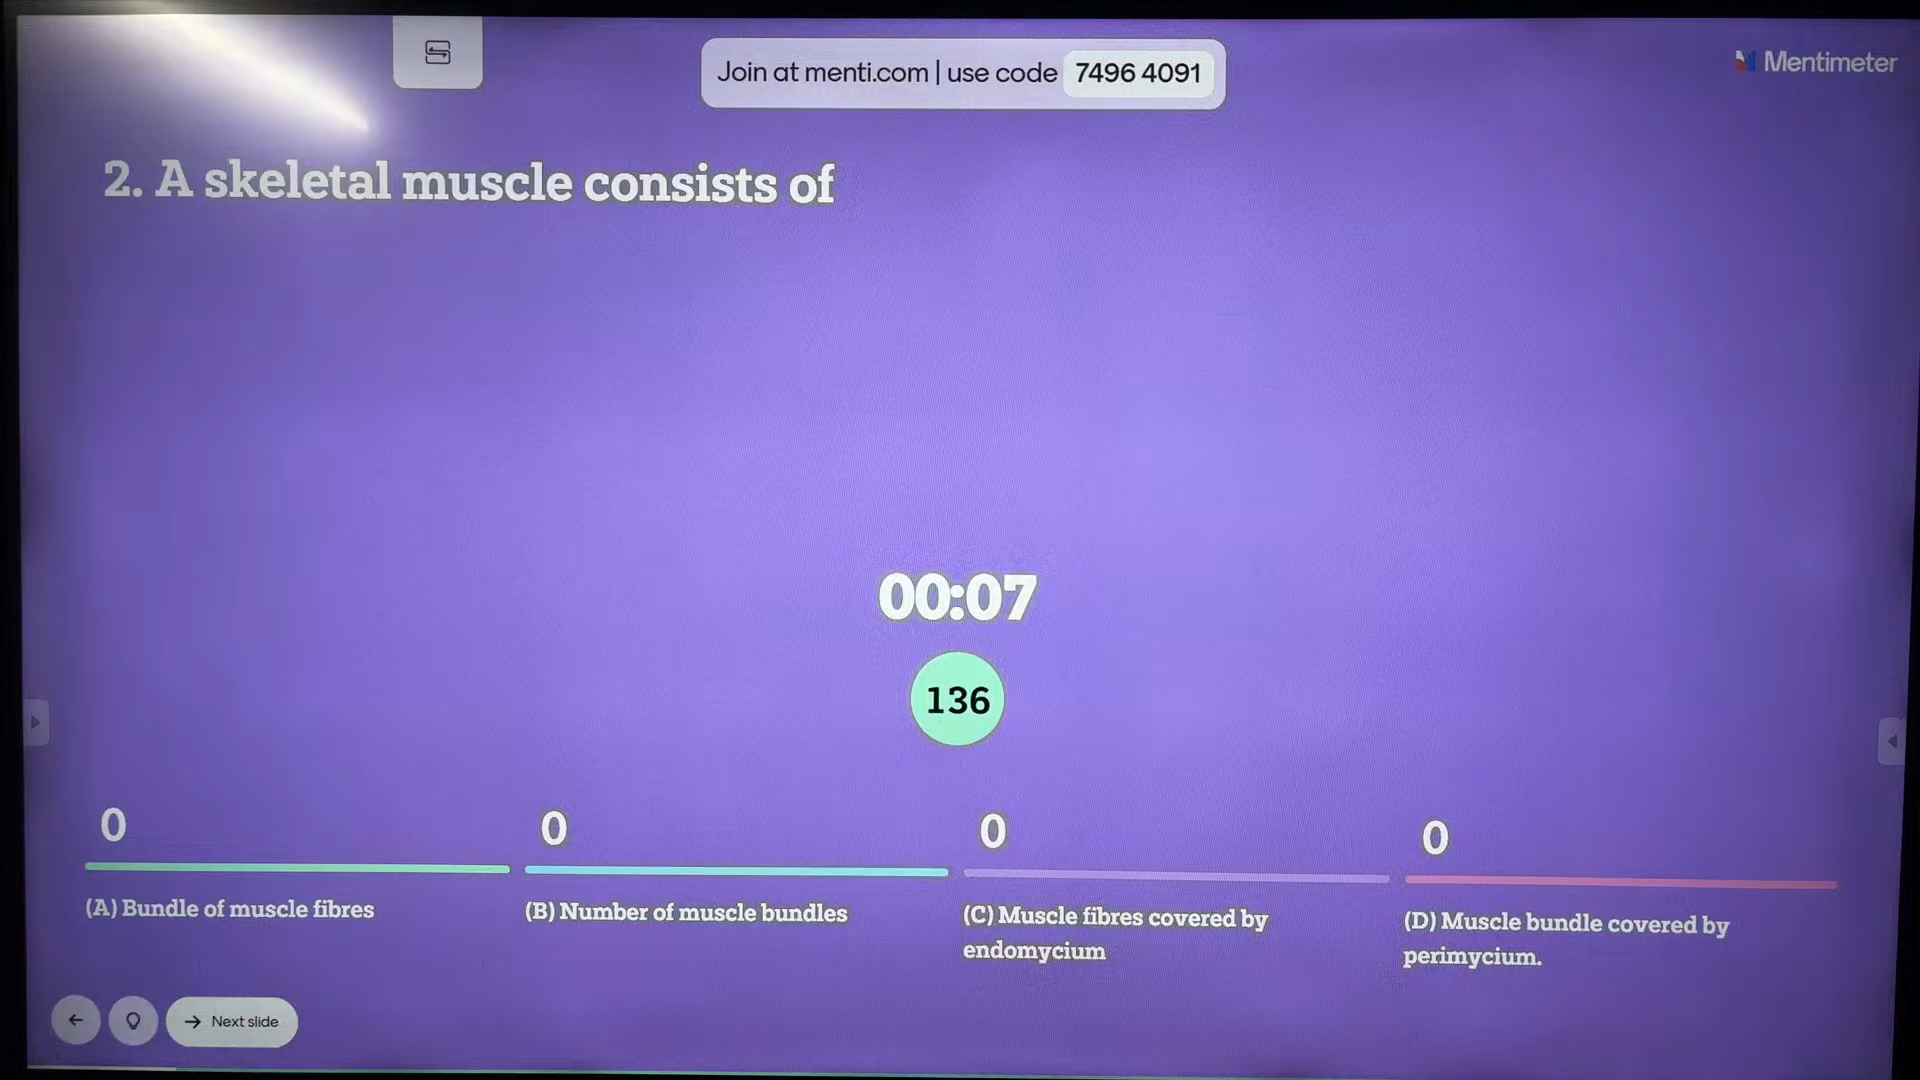 Join at menti.com | use code 7496 4091
Mentimeter
2. A skeletal muscle consists of
00:07
136
0
0
0
0
(A) Bundle of muscle fibres
(B) Number of muscle bundles
(C) Muscle fibres covered by
endomycium
(D) Muscle bundle covered by
perimycium.
Next slide